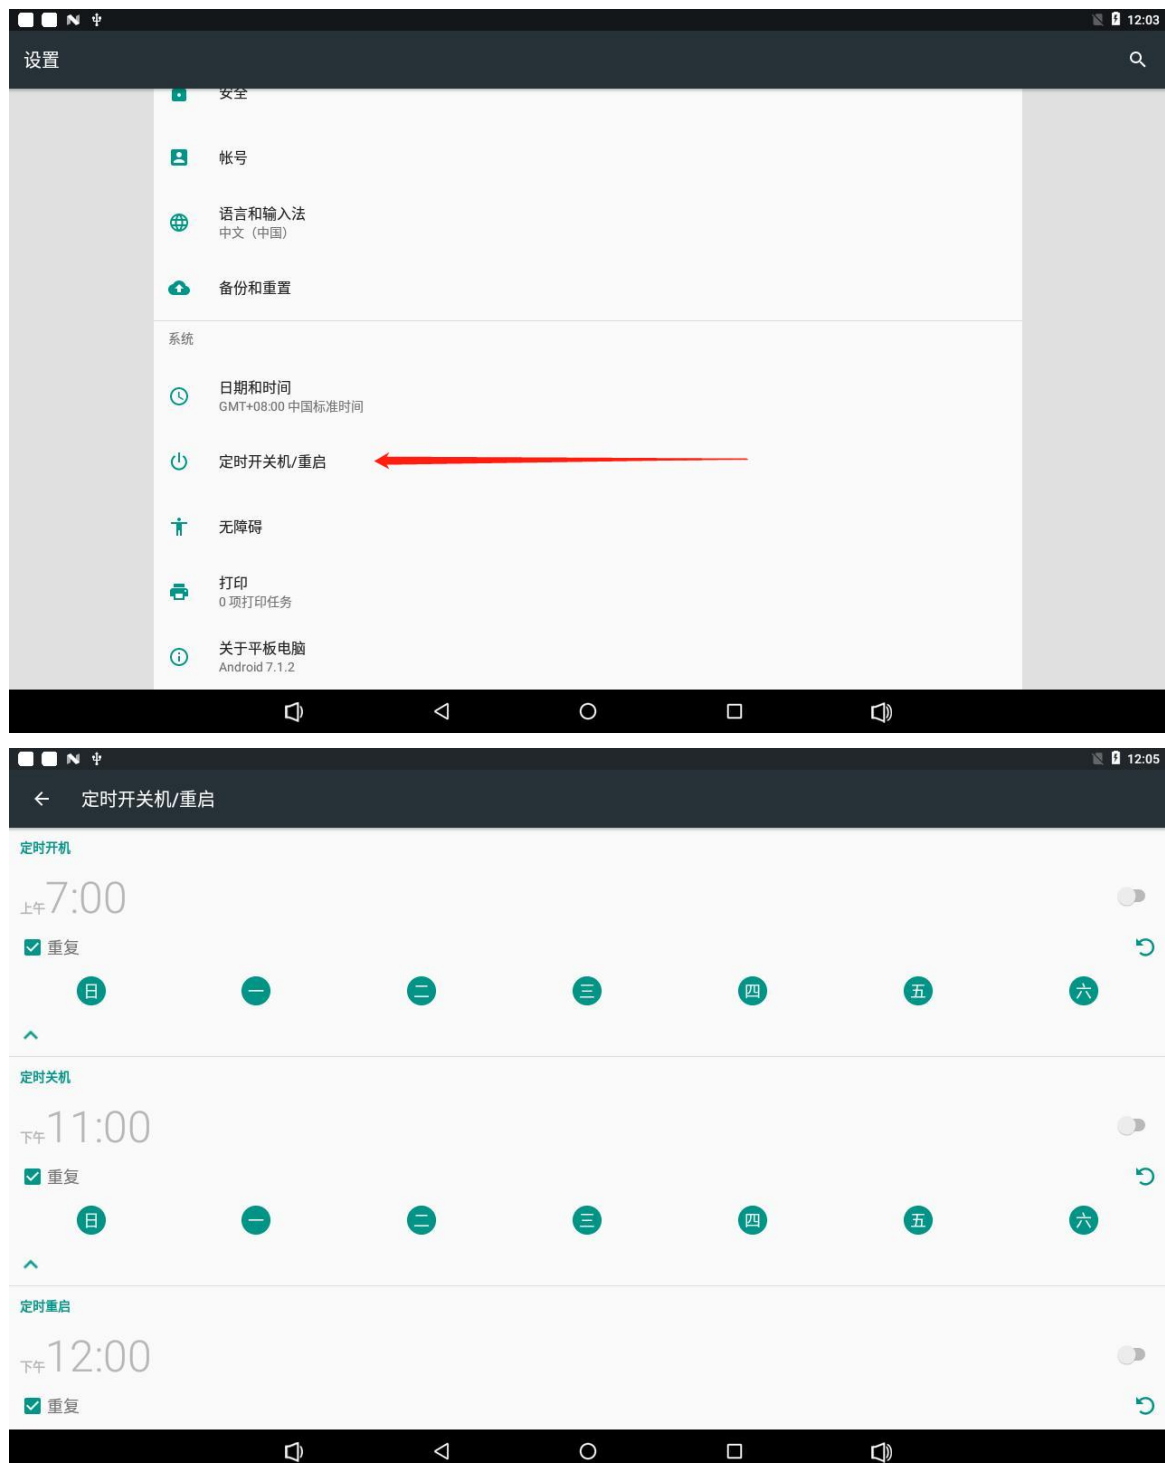 12:03
设置
安全
帐号
语言和输入法
中文（中国）
备份和重置
系统
日期和时间
GMT+08:00 中国标准时间
定时开关机/重启
无障碍
打印
0 项打印任务
关于平板电脑
Android 7.1.2
12:05
定时开关机/重启
定时开机
上午7:00
重复
日 一 二 三 四 五 六
定时关机
下午11:00
重复
日 一 二 三 四 五 六
定时重启
下午12:00
重复